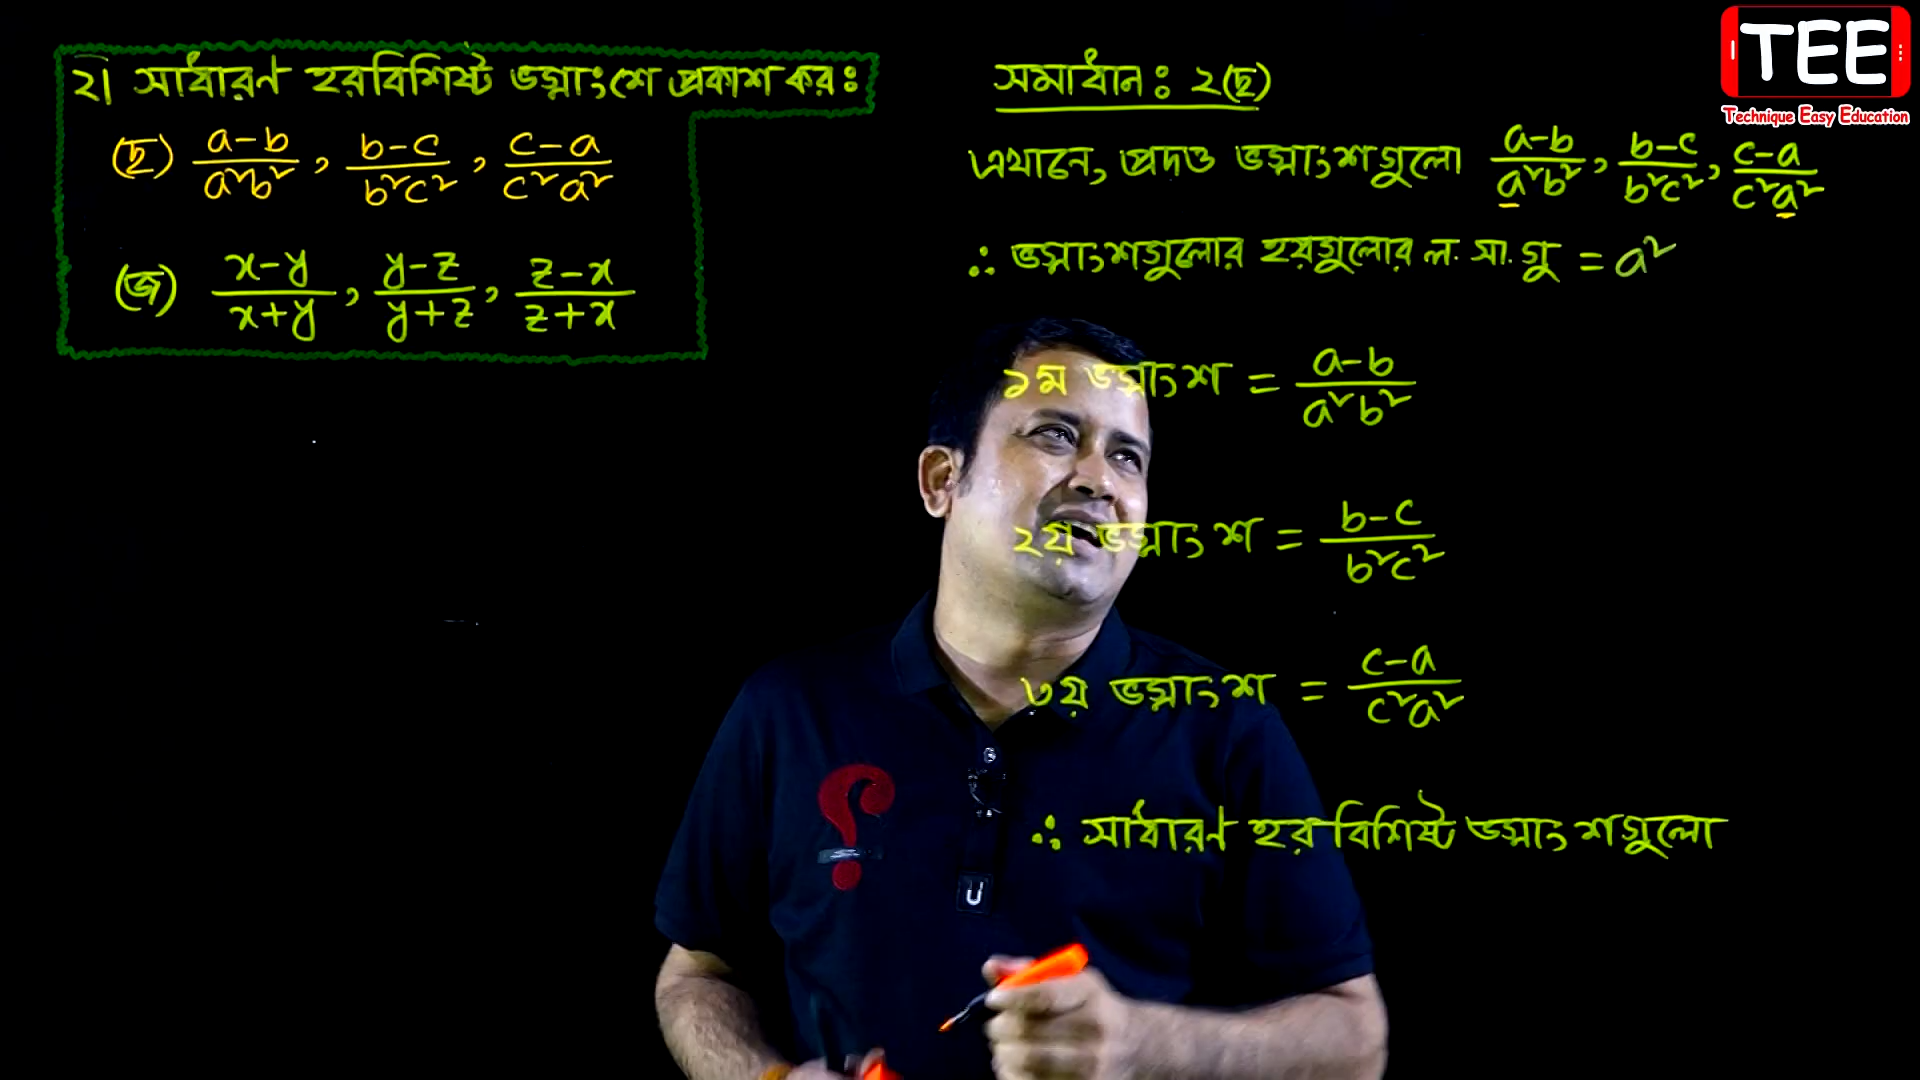 ২। সাধারণ হরবিশিষ্ট ভগ্নাংশে প্রকাশ কর:
(ছ) (a-b)/(a²b²), (b-c)/(b²c²), (c-a)/(c²a²)
(জ) (x-y)/(x+y), (y-z)/(y+z), (z-x)/(z+x)
TEE
Technique Easy Education
সমাধান: ২(ছ)
এখানে, প্রদত্ত ভগ্নাংশগুলো (a-b)/(a²b²), (b-c)/(b²c²), (c-a)/(c²a²)
∴ ভগ্নাংশগুলোর হরগুলোর ল. সা. গু = a²
১ম ভগ্নাংশ = (a-b)/(a²b²)
২য় ভগ্নাংশ = (b-c)/(b²c²)
৩য় ভগ্নাংশ = (c-a)/(c²a²)
∴ সাধারণ হর বিশিষ্ট ভগ্নাংশগুলো
U